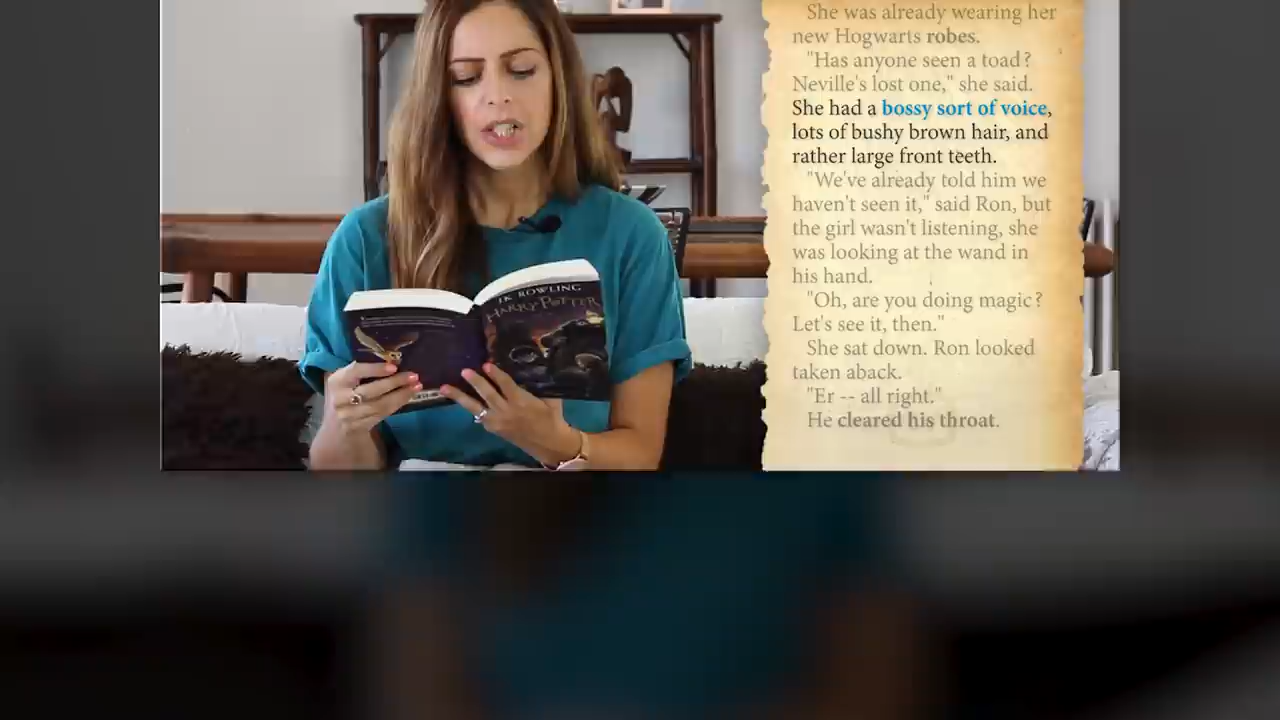 She was already wearing her
new Hogwarts robes.
"Has anyone seen a toad?
Neville's lost one," she said.
She had a bossy sort of voice,
lots of bushy brown hair, and
rather large front teeth.
"We've already told him we
haven't seen it," said Ron, but
the girl wasn't listening, she
was looking at the wand in
his hand.
"Oh, are you doing magic?
Let's see it, then."
She sat down. Ron looked
taken aback.
"Er -- all right."
He cleared his throat.
J.K. ROWLING
HARRY POTTER